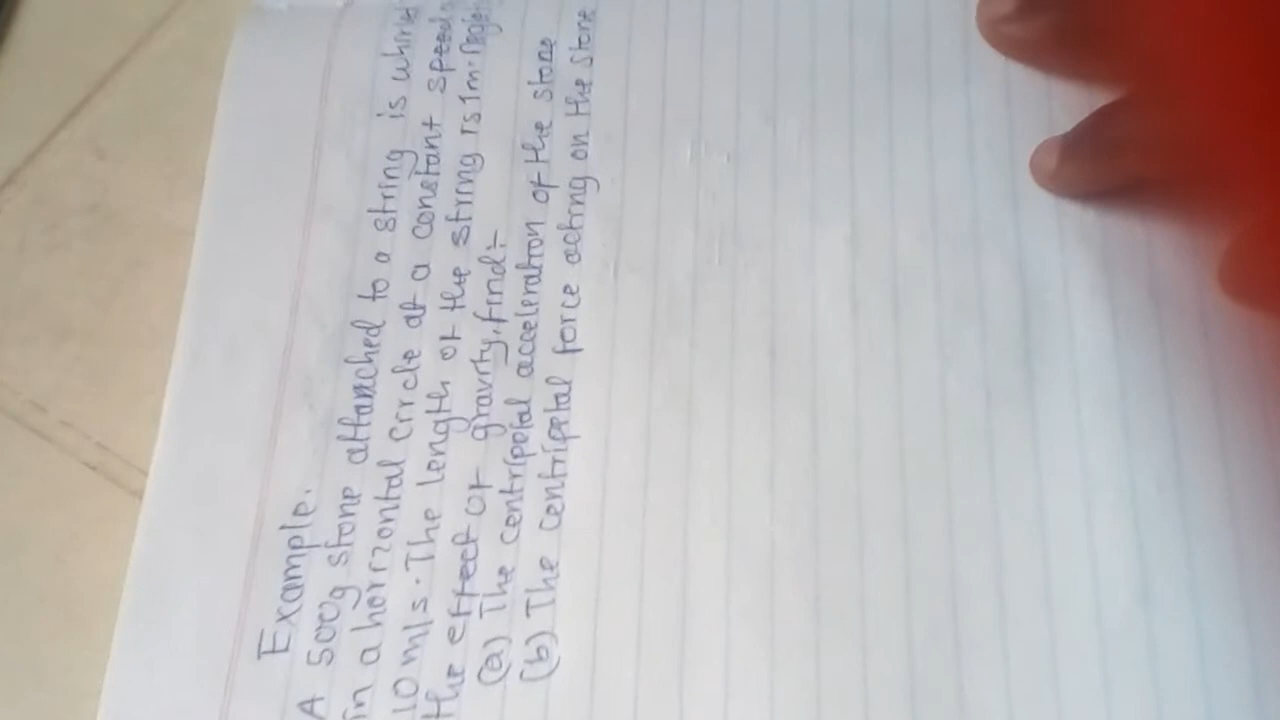 Example.
A 500g stone attached to a string is
in a horizontal circle at a constant speed
10 m/s. The length of the string is 1m.
the effect of gravity, find:-
(a) The centripetal acceleration of the stone
(b) The centripetal force acting on the stone